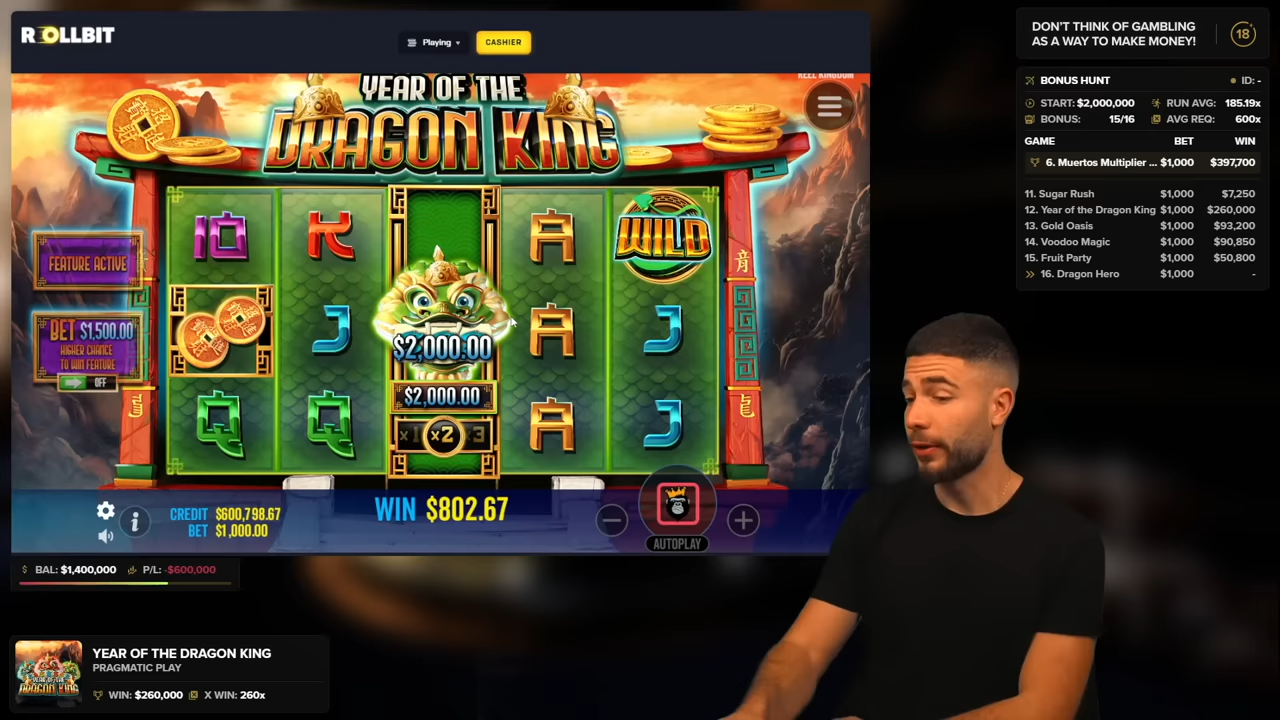 ROLLBIT
Playing
CASHIER
REEL KINGDOM
YEAR OF THE
DRAGON KING
FEATURE ACTIVE
BET $1,500.00
HIGHER CHANCE
TO WIN FEATURE
OFF
10
K
A
WILD
J
$2,000.00
A
J
$2,000.00
Q
Q
x1 x2 x3
A
J
WIN $802.67
CREDIT $600,798.67
BET $1,000.00
AUTOPLAY
BAL: $1,400,000
P/L: -$600,000
YEAR OF THE DRAGON KING
PRAGMATIC PLAY
WIN: $260,000
X WIN: 260x
DON'T THINK OF GAMBLING
AS A WAY TO MAKE MONEY!
18+
BONUS HUNT
ID: -
START: $2,000,000
RUN AVG: 185.19x
BONUS: 15/16
AVG REQ: 600x
GAME BET WIN
6. Muertos Multiplier ... $1,000 $397,700
11. Sugar Rush $1,000 $7,250
12. Year of the Dragon King $1,000 $260,000
13. Gold Oasis $1,000 $93,200
14. Voodoo Magic $1,000 $90,850
15. Fruit Party $1,000 $50,800
16. Dragon Hero $1,000 -